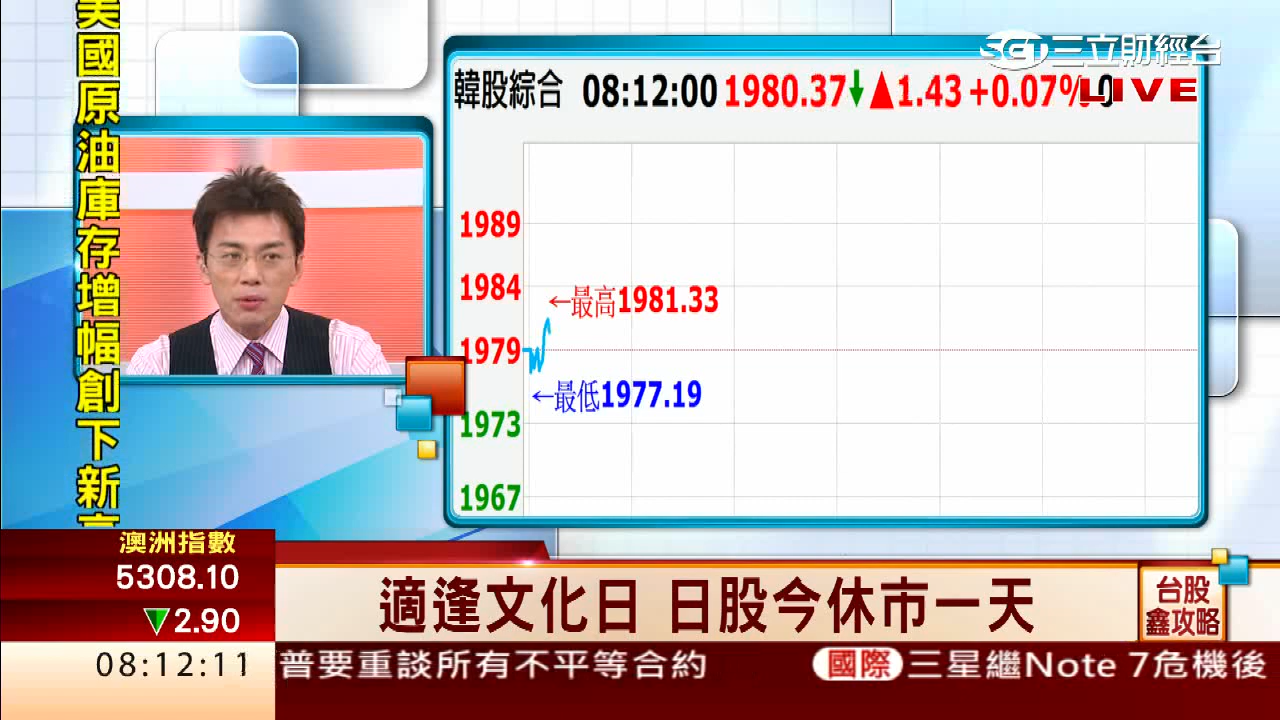 美國原油庫存增幅創下新
三立財經台
LIVE
韓股綜合 08:12:00 1980.37↓▲1.43 +0.07% 0
1989
1984
←最高1981.33
1979
←最低1977.19
1973
1967
澳洲指數
5308.10
▼2.90
適逢文化日 日股今休市一天
台股
鑫攻略
08:12:11
普要重談所有不平等合約 國際 三星繼Note 7危機後